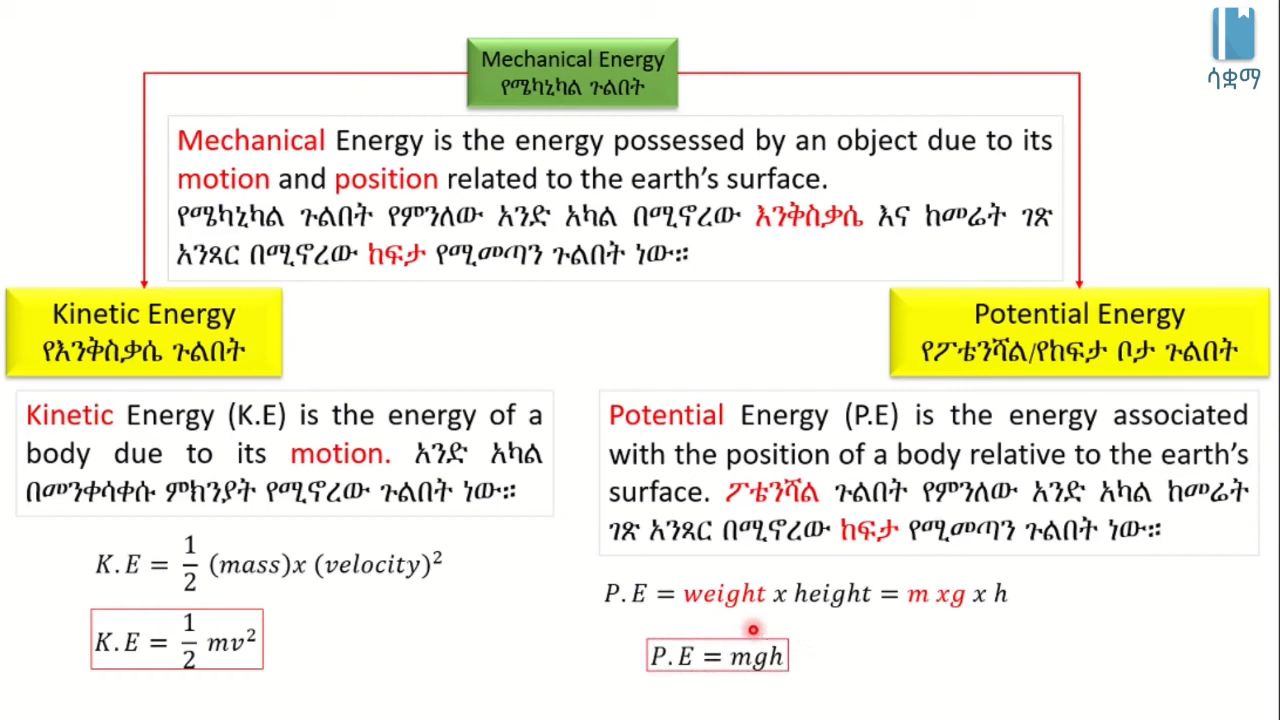 ሳቋማ
Mechanical Energy
የሜካኒካል ጉልበት
Mechanical Energy is the energy possessed by an object due to its
motion and position related to the earth's surface.
የሜካኒካል ጉልበት የምንለው አንድ አካል በሚኖረው እንቅስቃሴ እና ከመሬት ገጽ
አንጻር በሚኖረው ከፍታ የሚመጣን ጉልበት ነው።
Kinetic Energy
የእንቅስቃሴ ጉልበት
Potential Energy
የፖቴንሻል/የከፍታ ቦታ ጉልበት
Kinetic Energy (K.E) is the energy of a
body due to its motion. አንድ አካል
በመንቀሳቀሱ ምክንያት የሚኖረው ጉልበት ነው።
K.E = 1/2 (mass)x (velocity)²
K.E = 1/2 mv²
Potential Energy (P.E) is the energy associated
with the position of a body relative to the earth's
surface. ፖቴንሻል ጉልበት የምንለው አንድ አካል ከመሬት
ገጽ አንጻር በሚኖረው ከፍታ የሚመጣን ጉልበት ነው።
P.E = weight x height = m xg x h
P.E = mgh